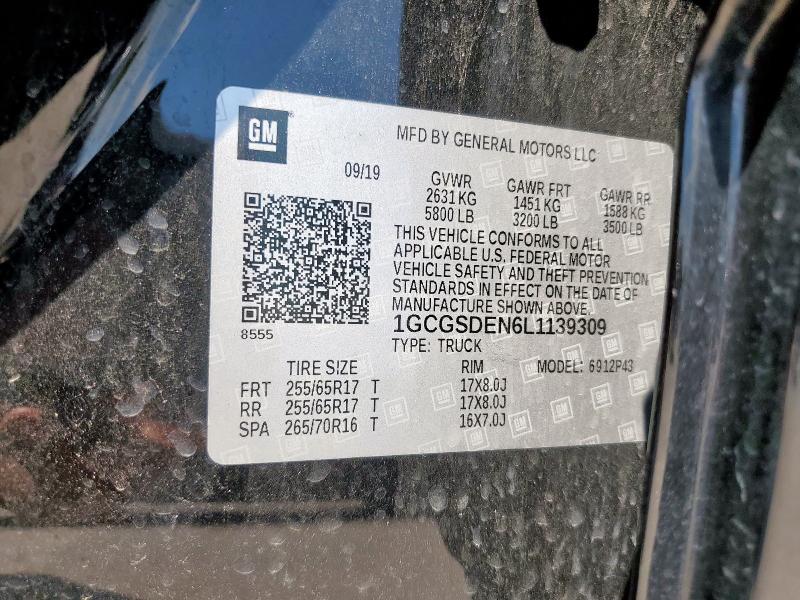 GM
MFD BY GENERAL MOTORS LLC
09/19
GVWR GAWR FRT GAWR RR
2631 KG 1451 KG 1588 KG
5800 LB 3200 LB 3500 LB
THIS VEHICLE CONFORMS TO ALL
APPLICABLE U.S. FEDERAL MOTOR
VEHICLE SAFETY AND THEFT PREVENTION
STANDARDS IN EFFECT ON THE DATE OF
MANUFACTURE SHOWN ABOVE.
8555
1GCGSDEN6L1139309
TYPE: TRUCK MODEL: 6912P43
TIRE SIZE RIM
FRT 255/65R17 T 17X8.0J
RR 255/65R17 T 17X8.0J
SPA 265/70R16 T 16X7.0J